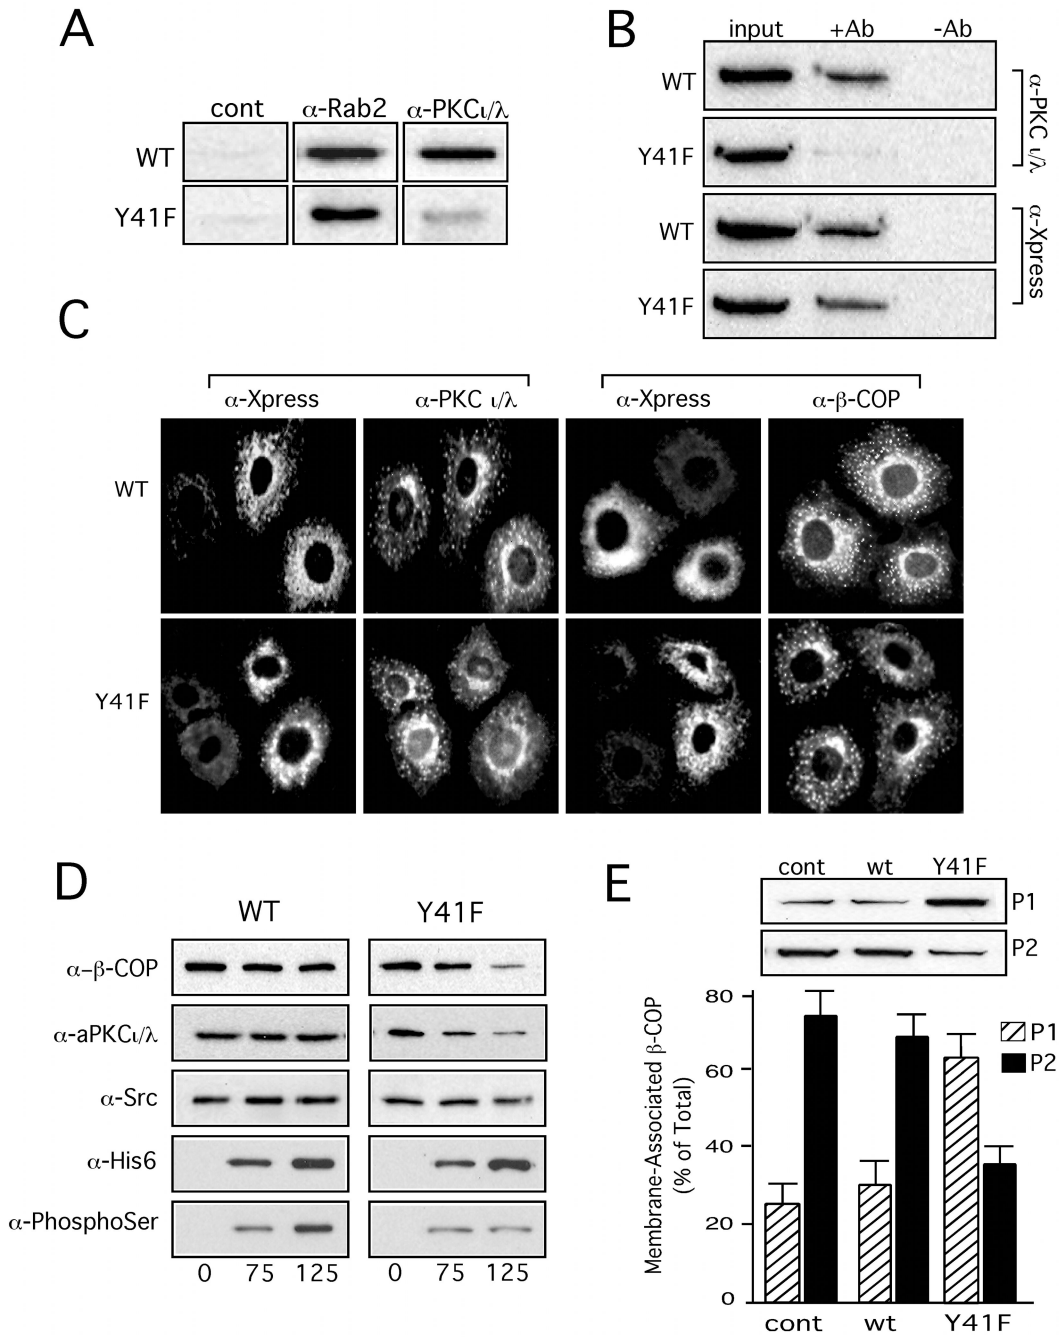 A
cont α-Rab2 α-PKCι/λ
WT
Y41F
B
input +Ab -Ab
WT
Y41F
α-PKC ι/λ
WT
Y41F
α-Xpress
C
α-Xpress α-PKC ι/λ α-Xpress α-β-COP
WT
Y41F
D
WT Y41F
α-β-COP
α-aPKCι/λ
α-Src
α-His6
α-PhosphoSer
0 75 125 0 75 125
E
cont wt Y41F
P1
P2
Membrane-Associated β-COP
(% of Total)
80
60
40
20
0
P1
P2
cont wt Y41F